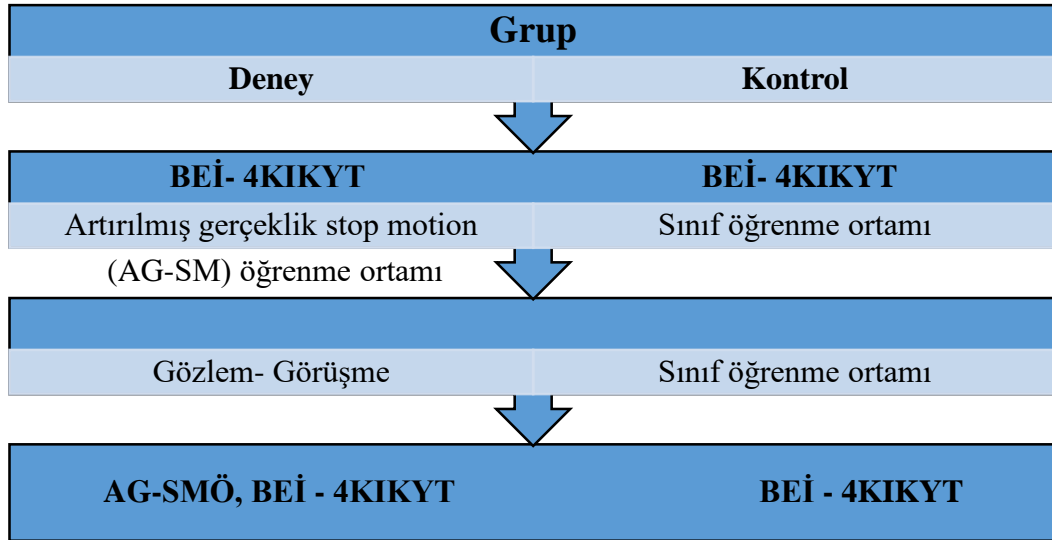 Grup
Deney Kontrol
BEİ- 4KIKYT BEİ- 4KIKYT
Artırılmış gerçeklik stop motion Sınıf öğrenme ortamı
(AG-SM) öğrenme ortamı
Gözlem- Görüşme Sınıf öğrenme ortamı
AG-SMÖ, BEİ - 4KIKYT BEİ - 4KIKYT